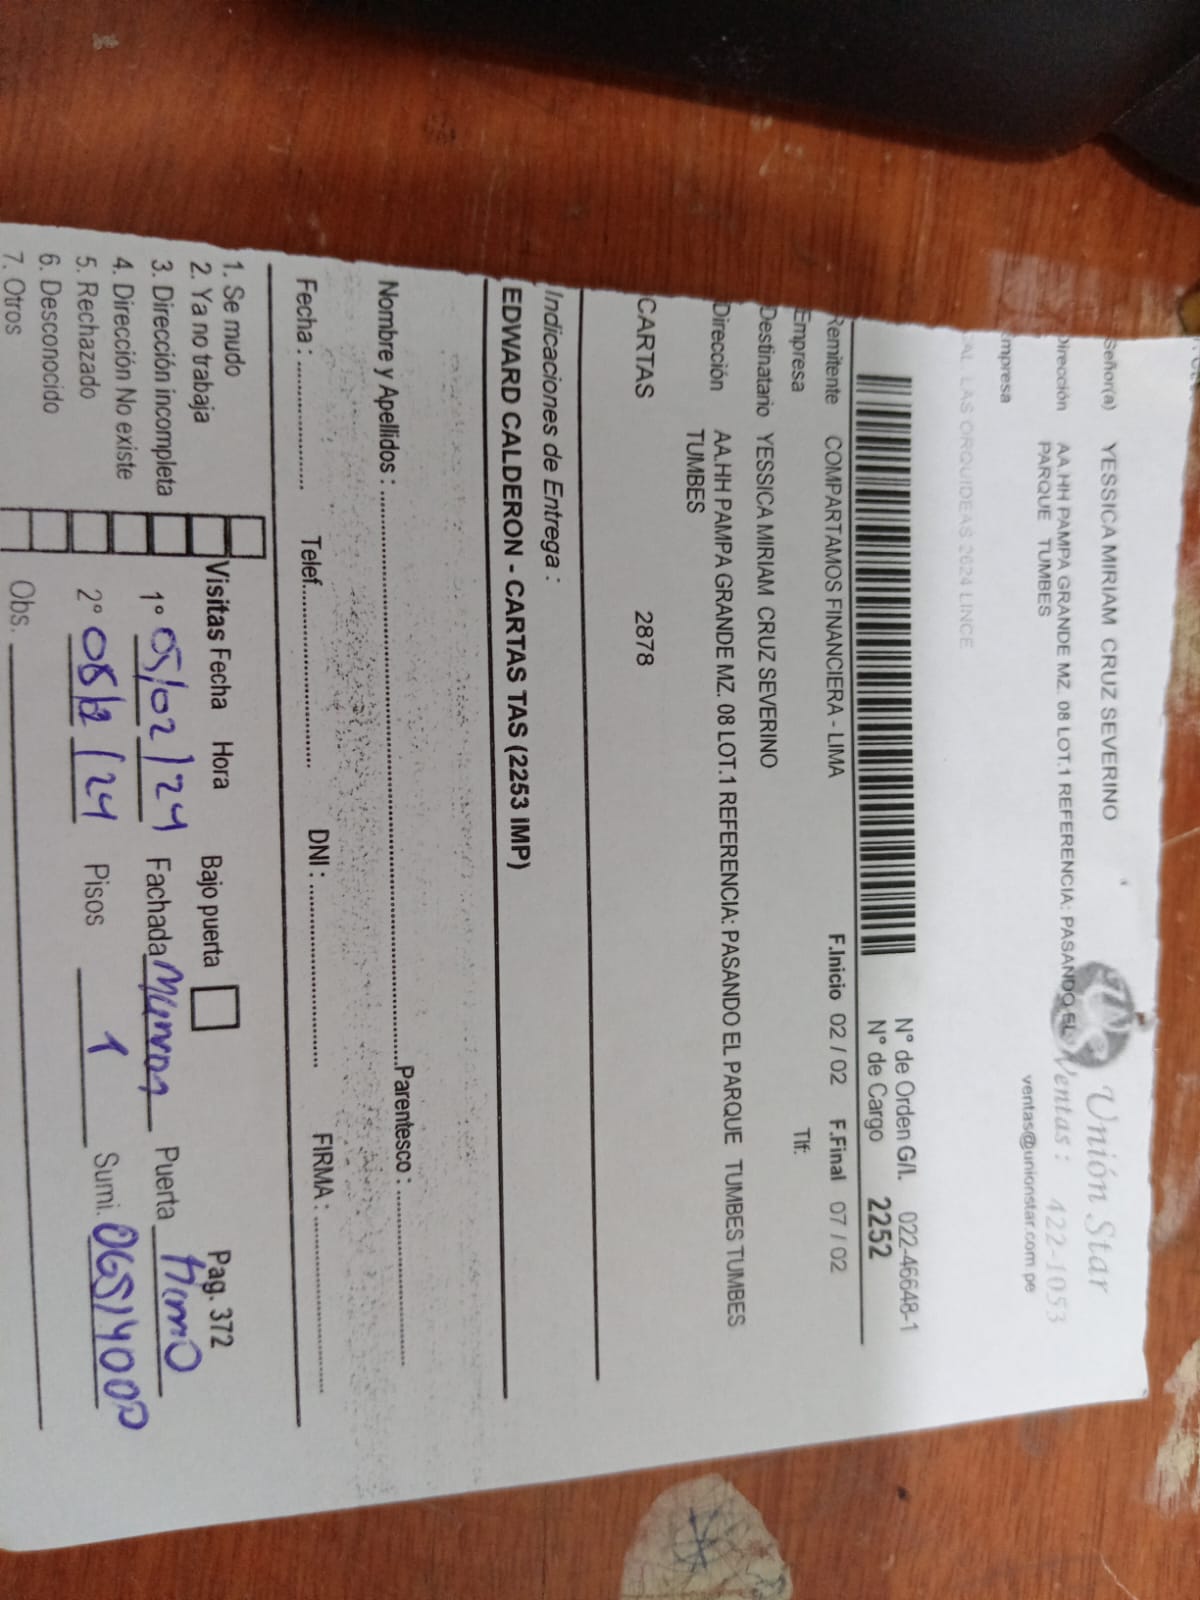 Unión Star
Ventas: 422-1053
ventas@unionstar.com.pe
Señor(a) YESSICA MIRIAM CRUZ SEVERINO
Dirección AA.HH PAMPA GRANDE MZ. 08 LOT.1 REFERENCIA: PASANDO EL
PARQUE TUMBES
mpresa
CAL LAS ORQUIDEAS 2624 LINCE
N° de Orden G/I. 022-46648-1
N° de Cargo 2252
Remitente COMPARTAMOS FINANCIERA - LIMA F.Inicio 02 / 02 F.Final 07 / 02
Empresa Tlf:
Destinatario YESSICA MIRIAM CRUZ SEVERINO
Dirección AA.HH PAMPA GRANDE MZ. 08 LOT.1 REFERENCIA: PASANDO EL PARQUE TUMBES TUMBES
TUMBES
CARTAS 2878
Indicaciones de Entrega :
EDWARD CALDERON - CARTAS TAS (2253 IMP)
Nombre y Apellidos : Parentesco :
Fecha : Telef. DNI : FIRMA :
1. Se mudo
2. Ya no trabaja
3. Dirección incompleta
4. Dirección No existe
5. Rechazado
6. Desconocido
7. Otros
Visitas Fecha Hora Bajo puerta Pag. 372
1° 05/02/24 Fachada Puerta
2° Pisos 1 Sumi.
Obs.